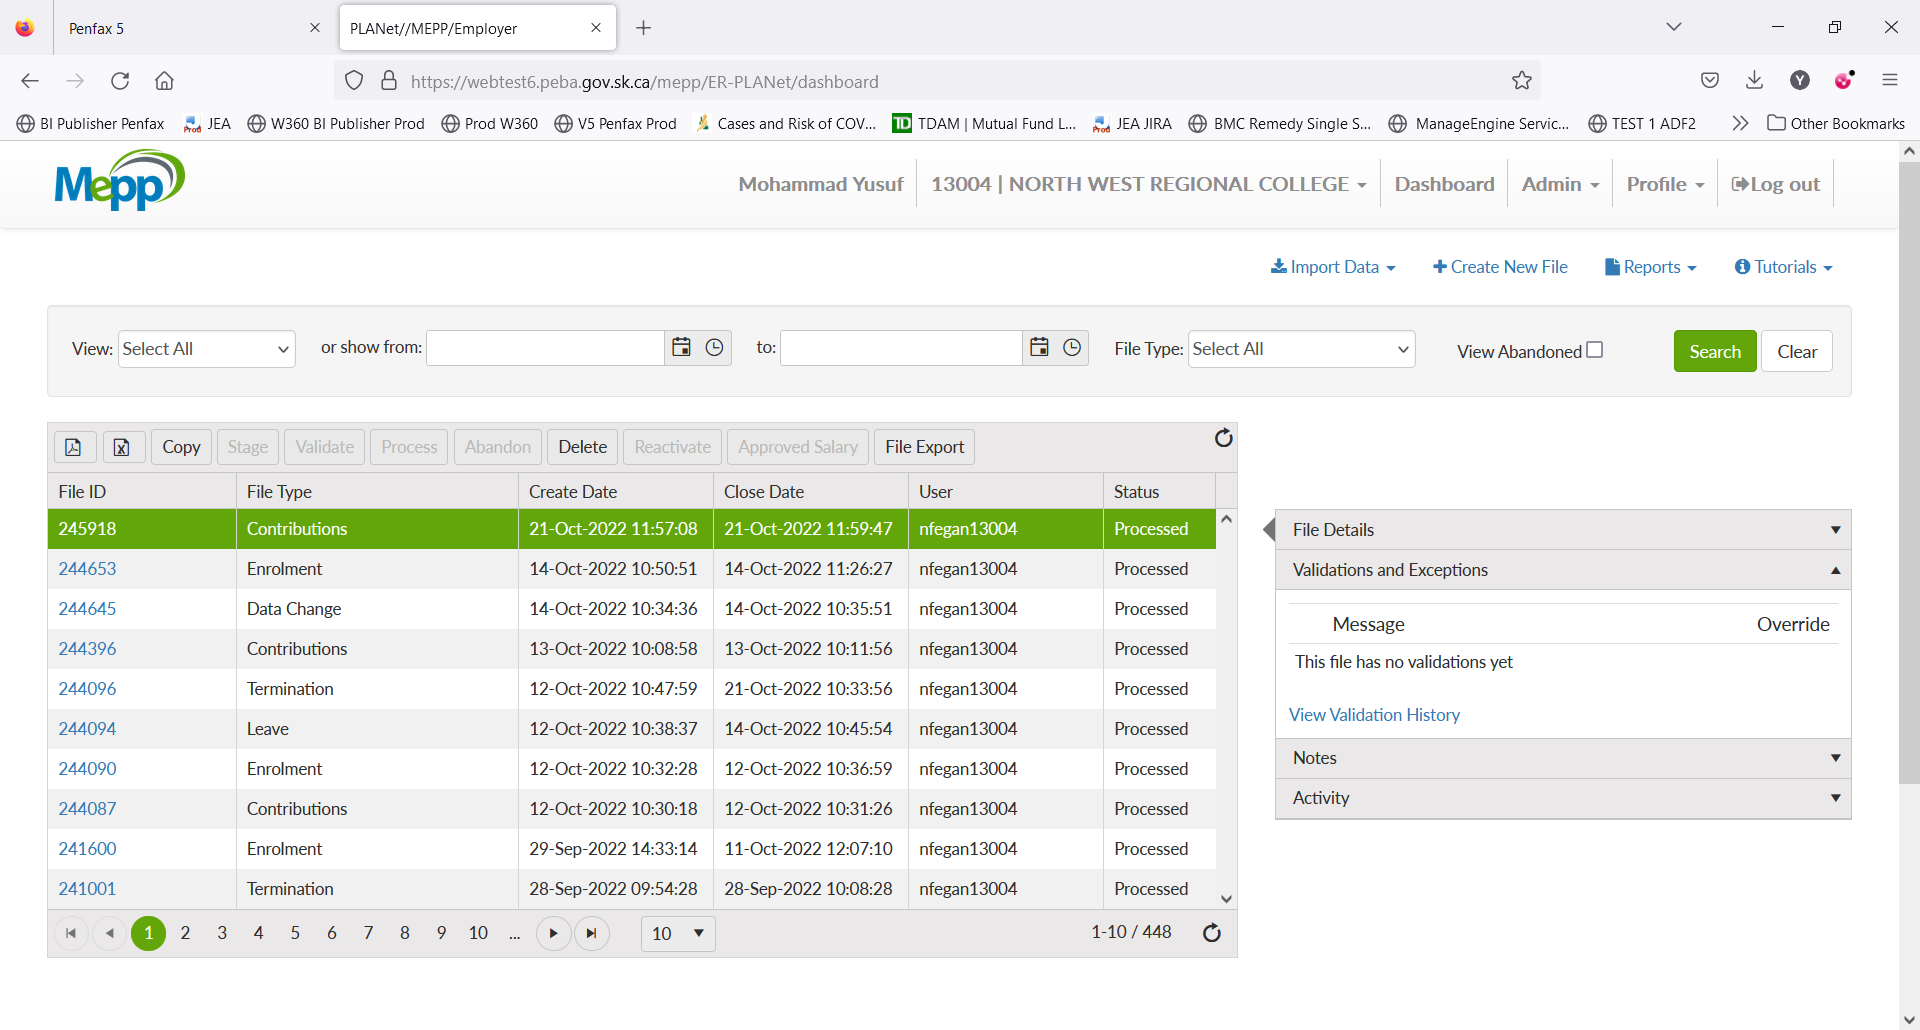 Penfax 5
PLANet//MEPP/Employer
https://webtest6.peba.gov.sk.ca/mepp/ER-PLANet/dashboard
Y
BI Publisher Penfax
JEA
W360 BI Publisher Prod
Prod W360
V5 Penfax Prod
Cases and Risk of COV...
TD TDAM | Mutual Fund L...
JEA JIRA
BMC Remedy Single S...
ManageEngine Servic...
TEST 1 ADF2
Other Bookmarks
Mepp
Mohammad Yusuf
13004 | NORTH WEST REGIONAL COLLEGE
Dashboard
Admin
Profile
Log out
Import Data
Create New File
Reports
Tutorials
View: Select All
or show from:
to:
File Type: Select All
View Abandoned
Search
Clear
Copy Stage Validate Process Abandon Delete Reactivate Approved Salary File Export
File ID File Type Create Date Close Date User Status
245918 Contributions 21-Oct-2022 11:57:08 21-Oct-2022 11:59:47 nfegan13004 Processed
244653 Enrolment 14-Oct-2022 10:50:51 14-Oct-2022 11:26:27 nfegan13004 Processed
244645 Data Change 14-Oct-2022 10:34:36 14-Oct-2022 10:35:51 nfegan13004 Processed
244396 Contributions 13-Oct-2022 10:08:58 13-Oct-2022 10:11:56 nfegan13004 Processed
244096 Termination 12-Oct-2022 10:47:59 21-Oct-2022 10:33:56 nfegan13004 Processed
244094 Leave 12-Oct-2022 10:38:37 14-Oct-2022 10:45:54 nfegan13004 Processed
244090 Enrolment 12-Oct-2022 10:32:28 12-Oct-2022 10:36:59 nfegan13004 Processed
244087 Contributions 12-Oct-2022 10:30:18 12-Oct-2022 10:31:26 nfegan13004 Processed
241600 Enrolment 29-Sep-2022 14:33:14 11-Oct-2022 12:07:10 nfegan13004 Processed
241001 Termination 28-Sep-2022 09:54:28 28-Sep-2022 10:08:28 nfegan13004 Processed
1 2 3 4 5 6 7 8 9 10 ... 10 1-10 / 448
File Details
Validations and Exceptions
Message Override
This file has no validations yet
View Validation History
Notes
Activity